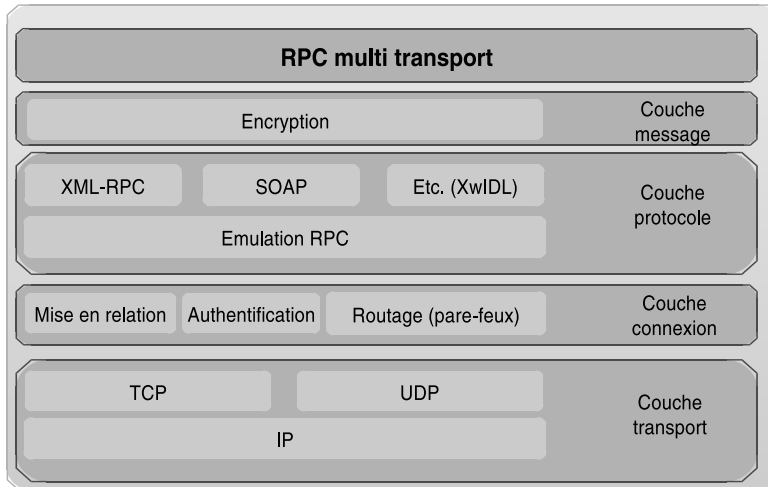 RPC multi transport
Encryption
Couche
message
XML-RPC
SOAP
Etc. (XwIDL)
Couche
protocole
Emulation RPC
Mise en relation
Authentification
Routage (pare-feux)
Couche
connexion
TCP
UDP
Couche
transport
IP